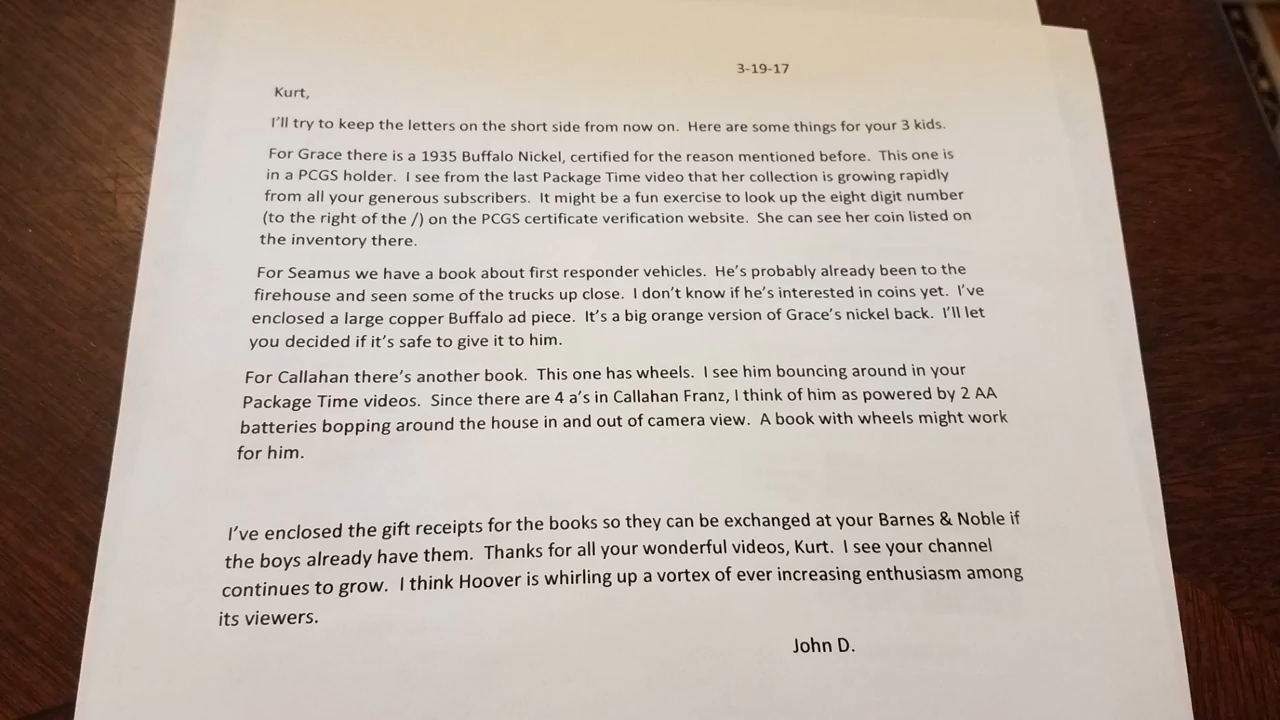 3-19-17
Kurt,
I'll try to keep the letters on the short side from now on.  Here are some things for your 3 kids.
For Grace there is a 1935 Buffalo Nickel, certified for the reason mentioned before.  This one is
in a PCGS holder.  I see from the last Package Time video that her collection is growing rapidly
from all your generous subscribers.  It might be a fun exercise to look up the eight digit number
(to the right of the /) on the PCGS certificate verification website.  She can see her coin listed on
the inventory there.
For Seamus we have a book about first responder vehicles.  He's probably already been to the
firehouse and seen some of the trucks up close.  I don't know if he's interested in coins yet.  I've
enclosed a large copper Buffalo ad piece.  It's a big orange version of Grace's nickel back.  I'll let
you decided if it's safe to give it to him.
For Callahan there's another book.  This one has wheels.  I see him bouncing around in your
Package Time videos.  Since there are 4 a's in Callahan Franz, I think of him as powered by 2 AA
batteries bopping around the house in and out of camera view.  A book with wheels might work
for him.
I've enclosed the gift receipts for the books so they can be exchanged at your Barnes & Noble if
the boys already have them.  Thanks for all your wonderful videos, Kurt.  I see your channel
continues to grow.  I think Hoover is whirling up a vortex of ever increasing enthusiasm among
its viewers.
John D.